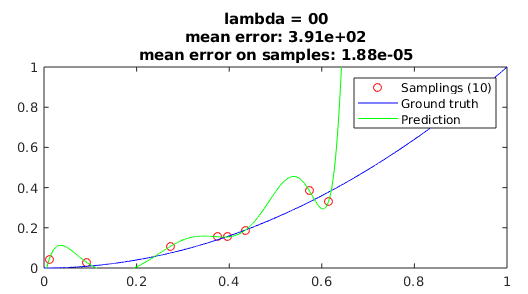 lambda = 00
mean error: 3.91e+02
mean error on samples: 1.88e-05
1
0.8
0.6
0.4
0.2
0
Samplings (10)
Ground truth
Prediction
0 0.2 0.4 0.6 0.8 1